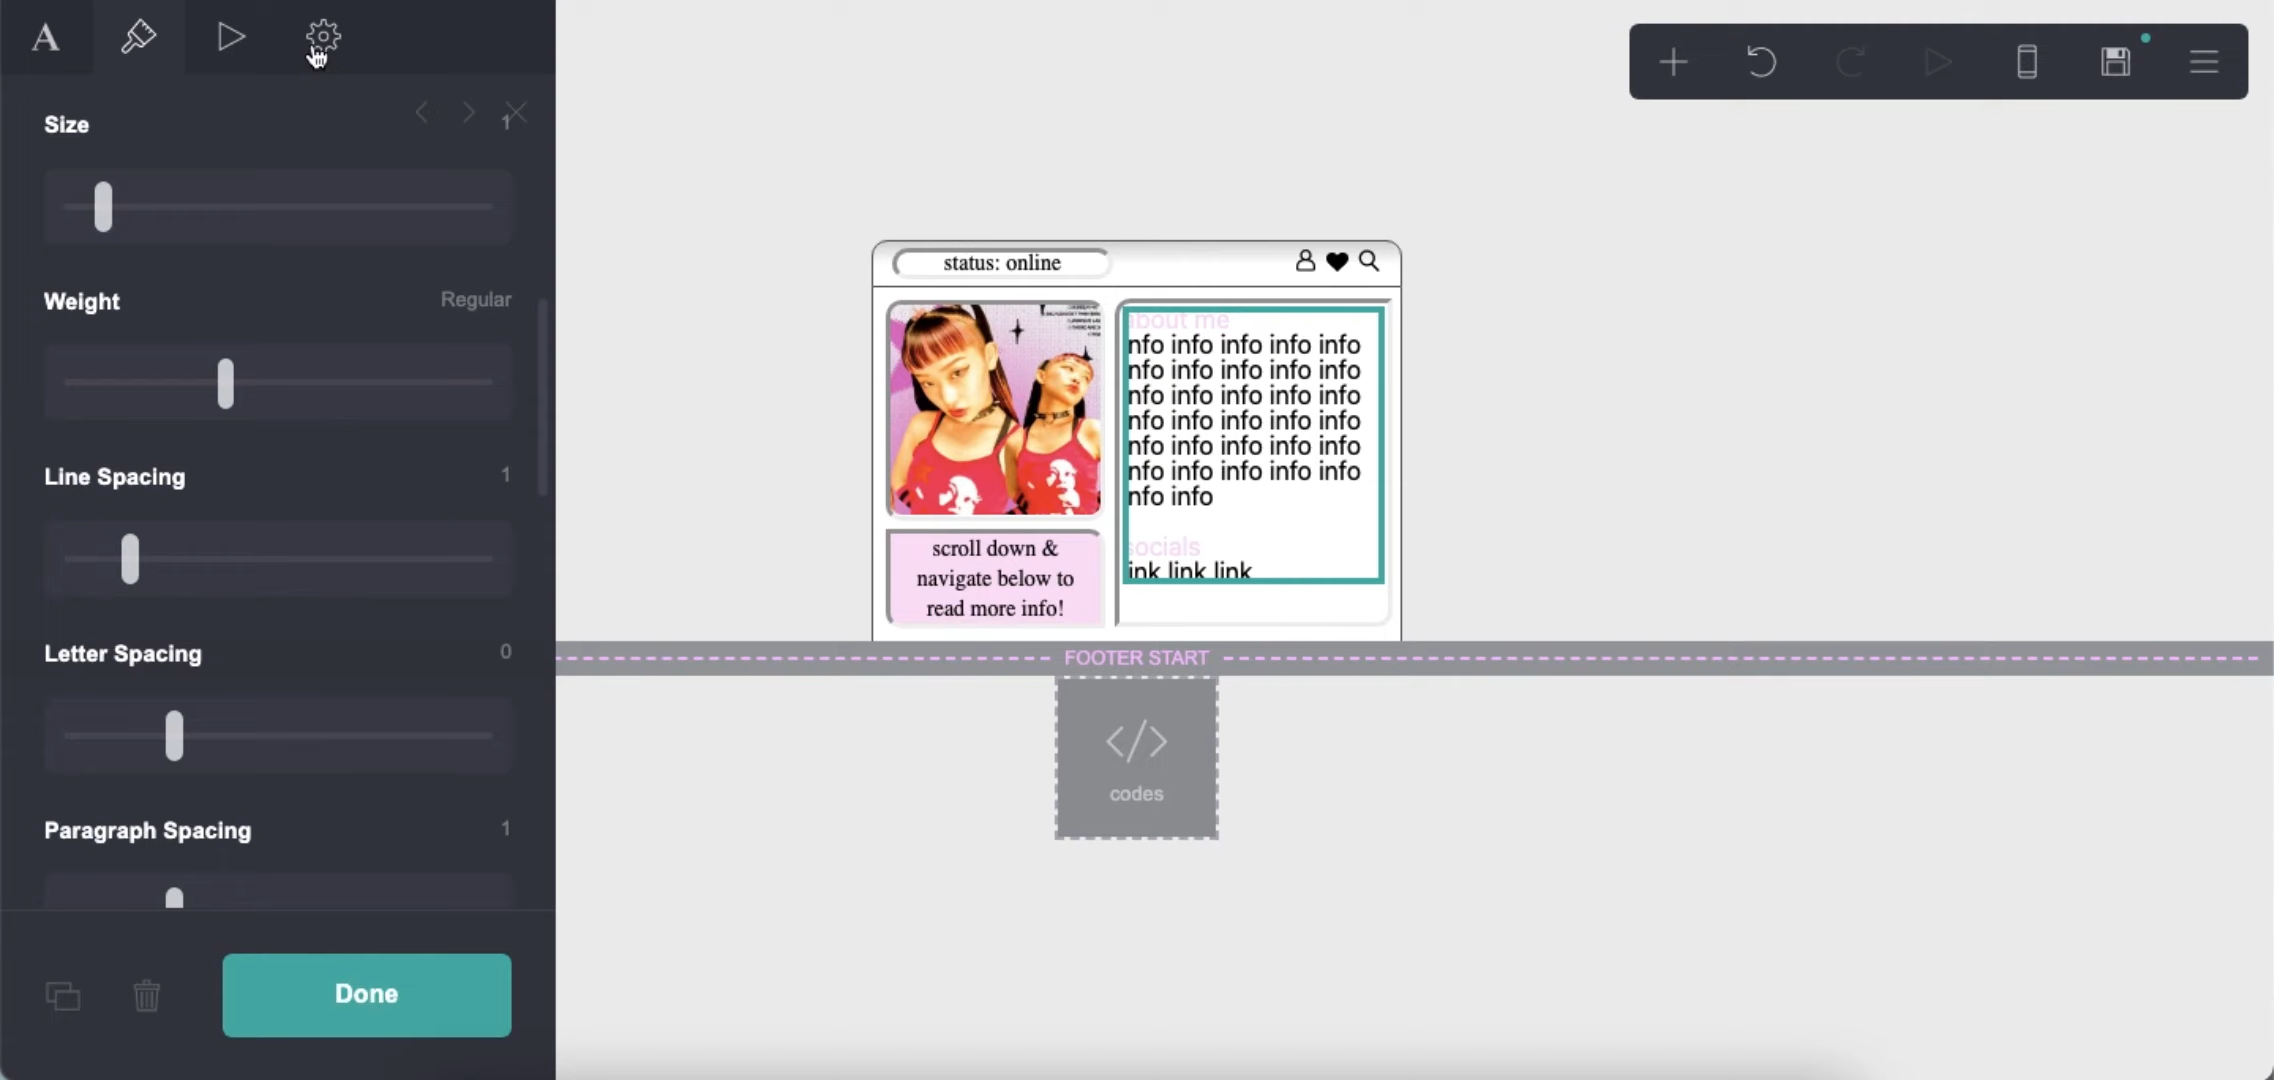 A
Size
1
Weight
Regular
Line Spacing
1
Letter Spacing
0
Paragraph Spacing
1
Done
status: online
scroll down &
navigate below to
read more info!
bout me
nfo info info info info
nfo info info info info
nfo info info info info
nfo info info info info
nfo info info info info
nfo info info info info
nfo info
socials
ink link link
FOOTER START
</>
codes